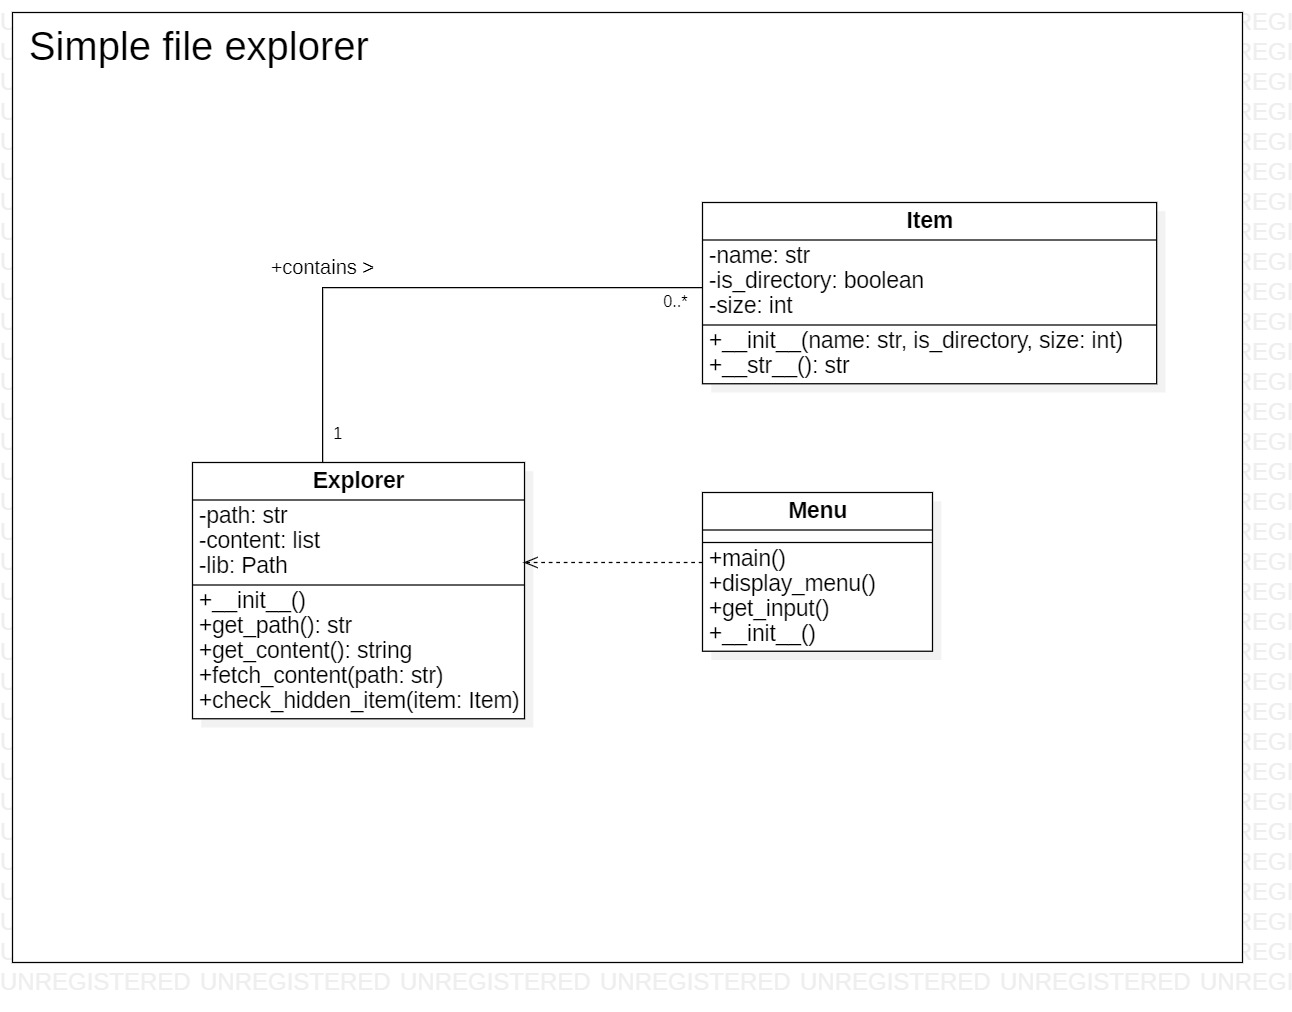 Simple file explorer
Item
-name: str
-is_directory: boolean
-size: int
+__init__(name: str, is_directory, size: int)
+__str__(): str
+contains >
0..*
1
Explorer
-path: str
-content: list
-lib: Path
+__init__()
+get_path(): str
+get_content(): string
+fetch_content(path: str)
+check_hidden_item(item: Item)
Menu
+main()
+display_menu()
+get_input()
+__init__()
UNREGISTERED UNREGISTERED UNREGISTERED UNREGISTERED UNREGISTERED UNREGISTERED UNREGI